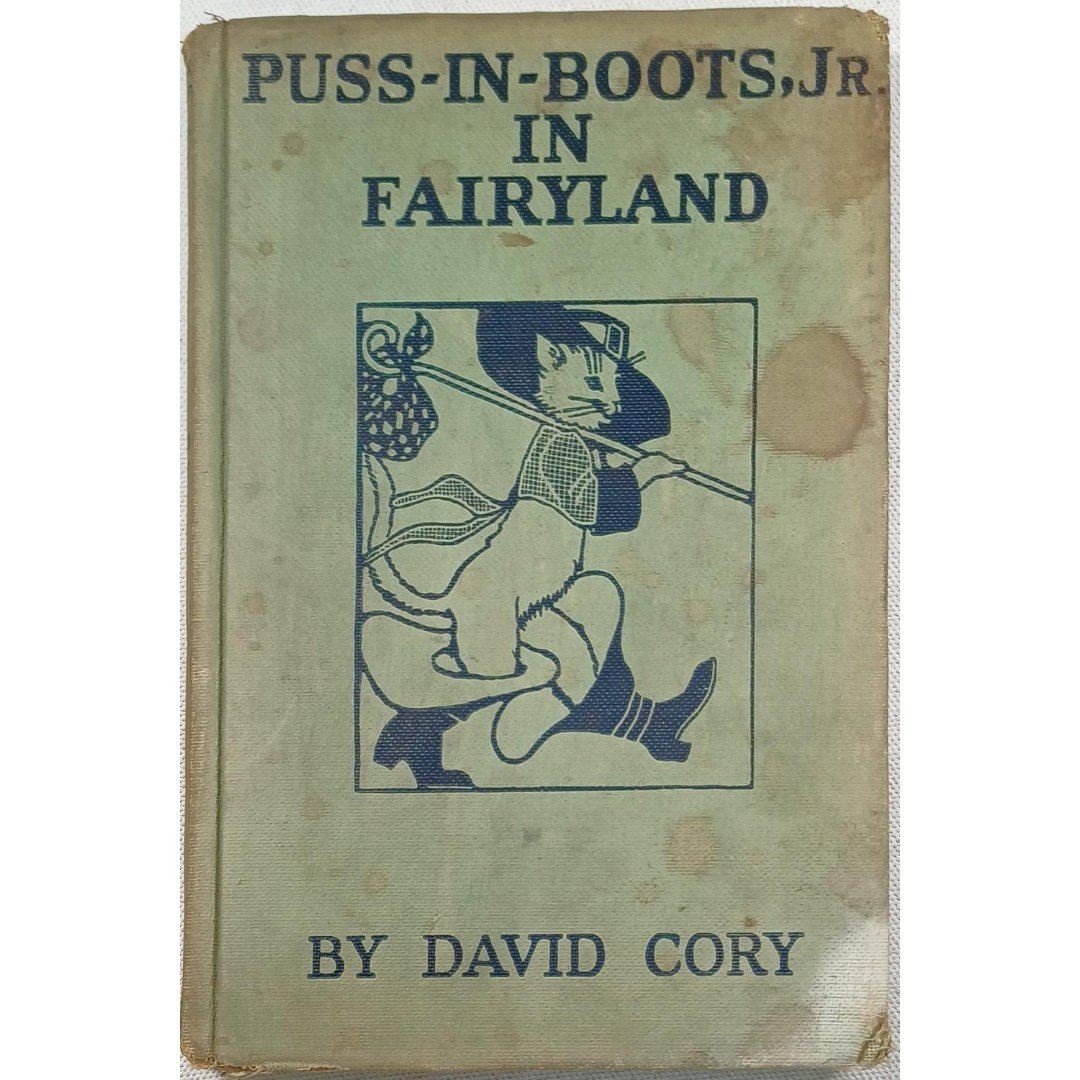 PUSS-IN-BOOTS, JR.
IN
FAIRYLAND
BY DAVID CORY